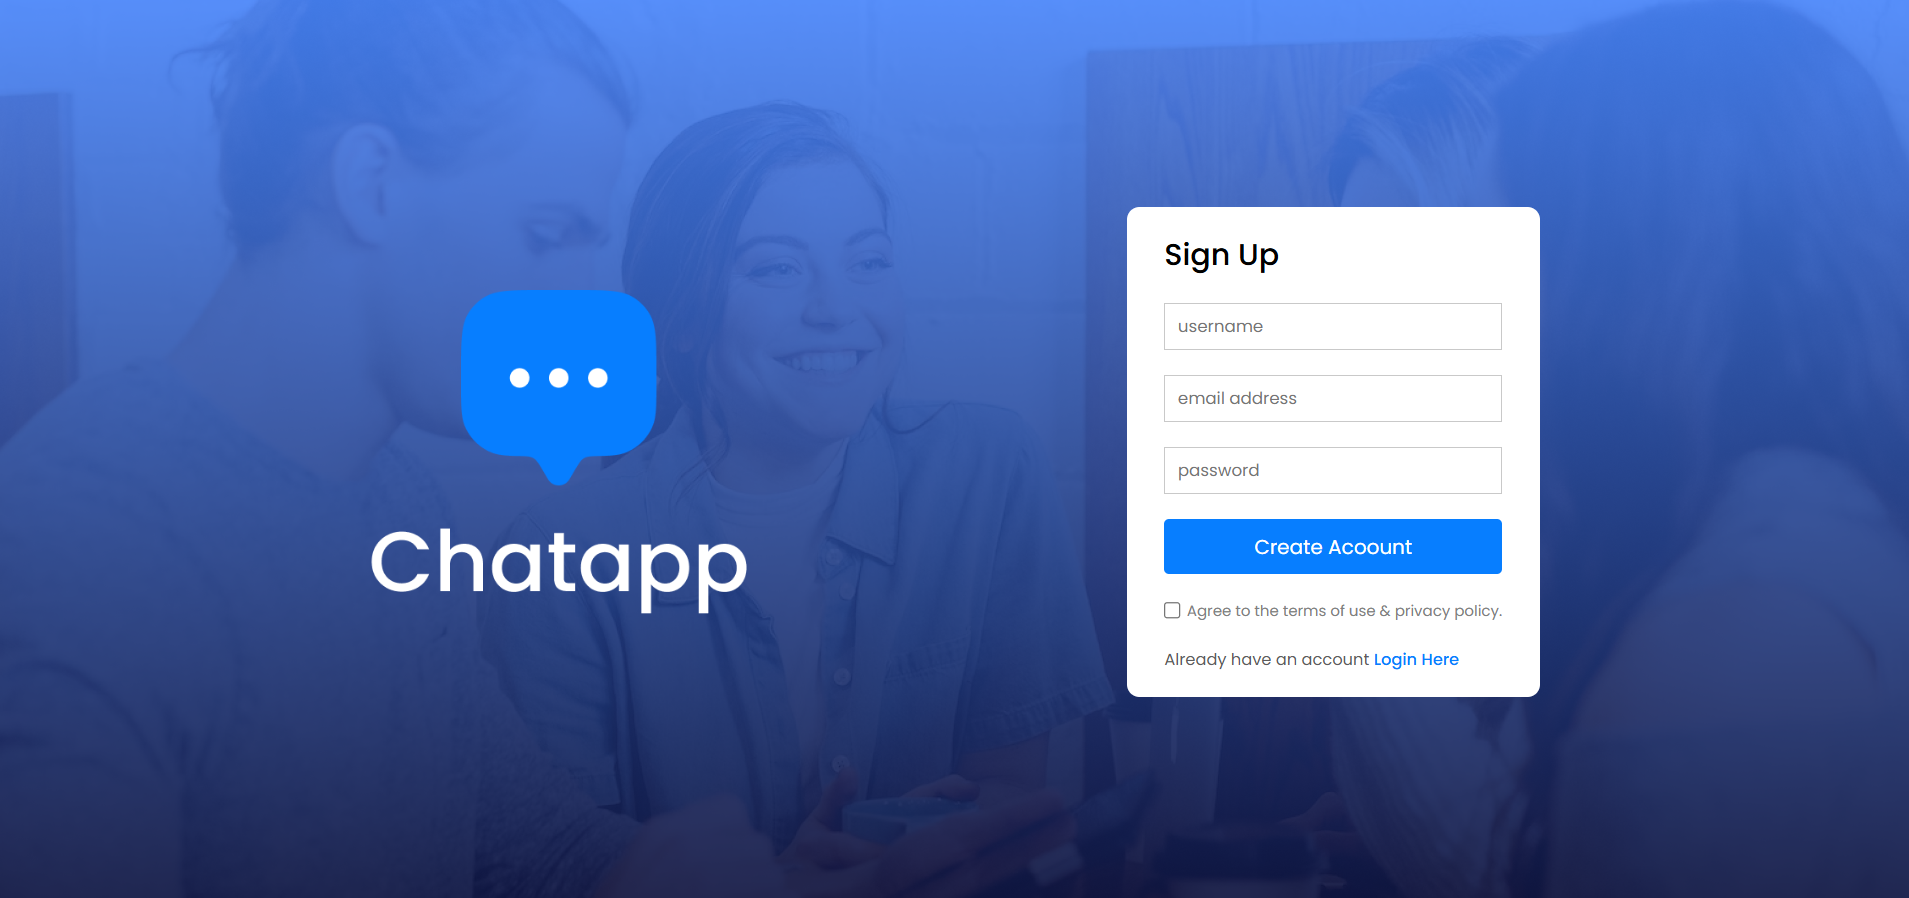 Chatapp
Sign Up
username
email address
password
Create Acoount
Agree to the terms of use & privacy policy.
Already have an account Login Here